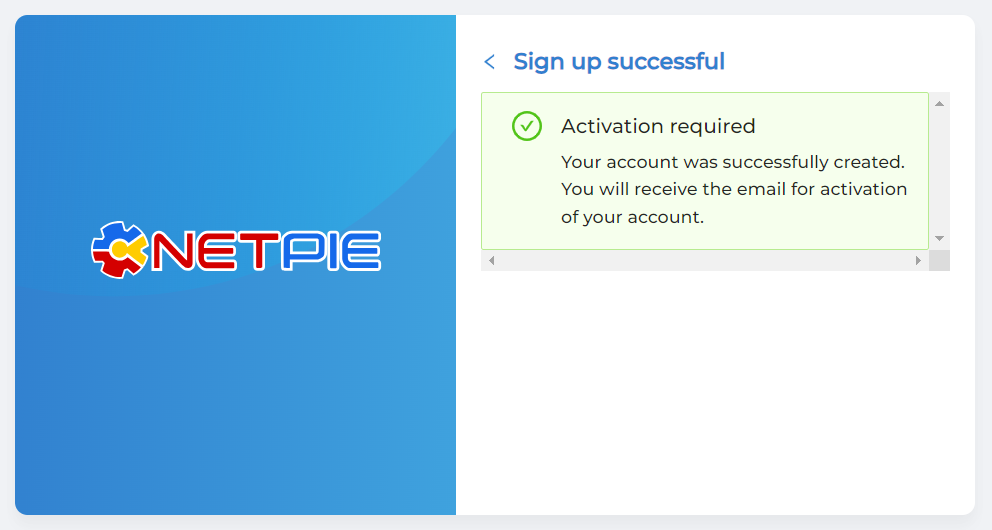 NETPIE
Sign up successful
Activation required
Your account was successfully created.
You will receive the email for activation
of your account.